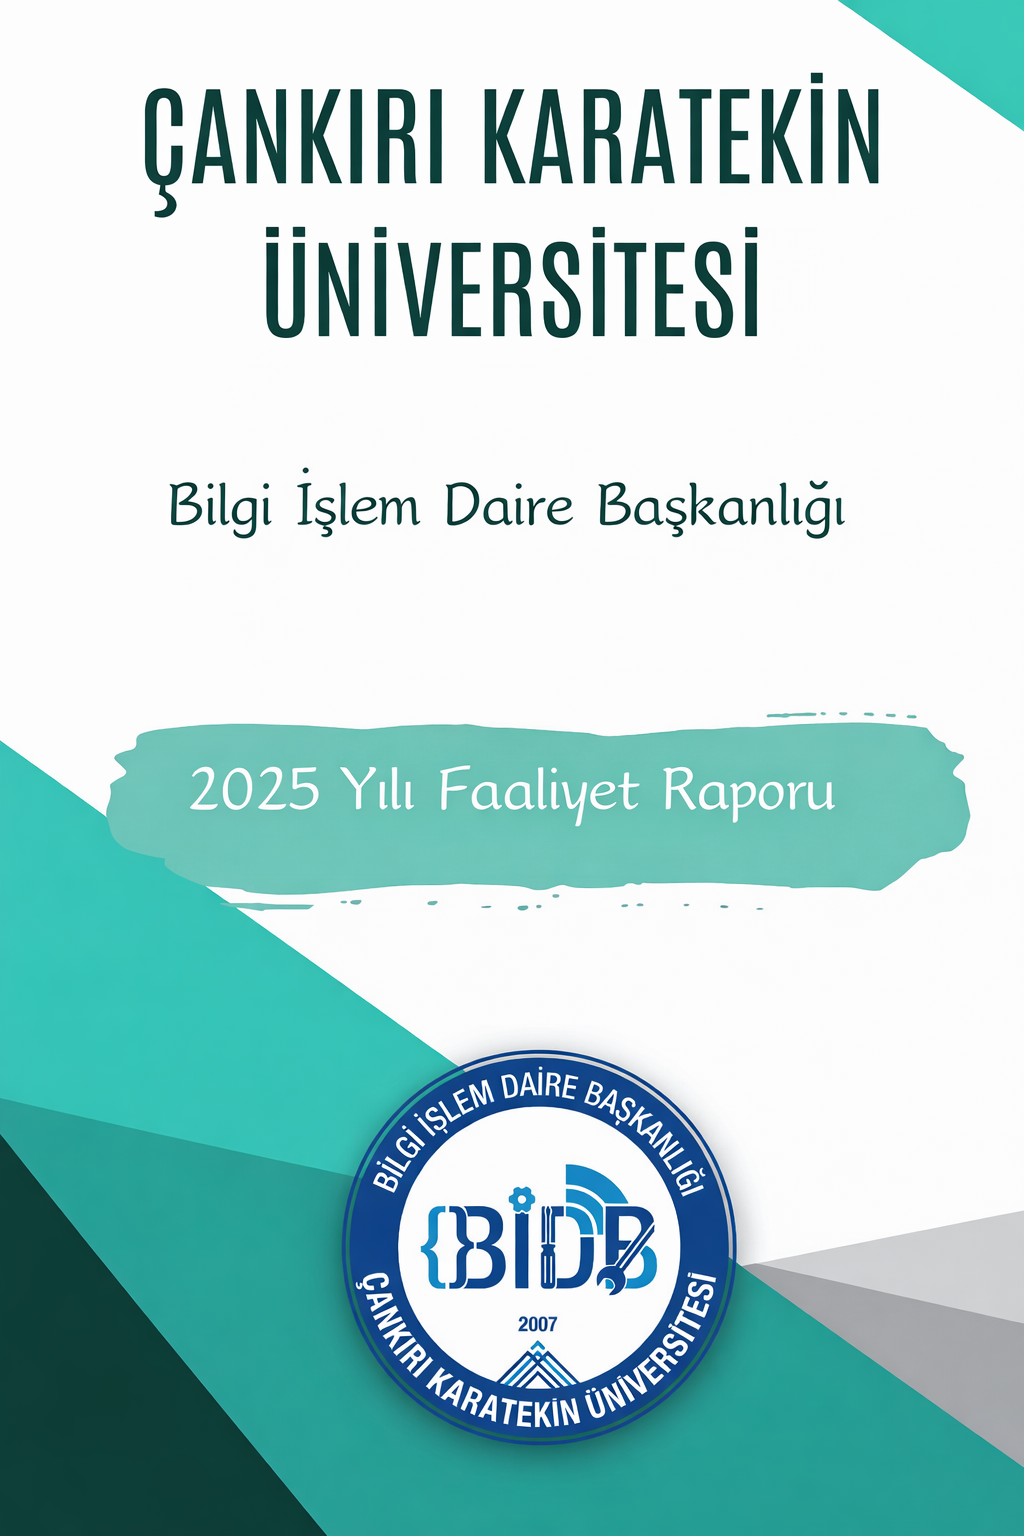 ÇANKIRI KARATEKİN
ÜNİVERSİTESİ
Bilgi İşlem Daire Başkanlığı
2025 Yılı Faaliyet Raporu
BİLGİ İŞLEM DAİRE BAŞKANLIĞI
{}BİDB
2007
ÇANKIRI KARATEKİN ÜNİVERSİTESİ